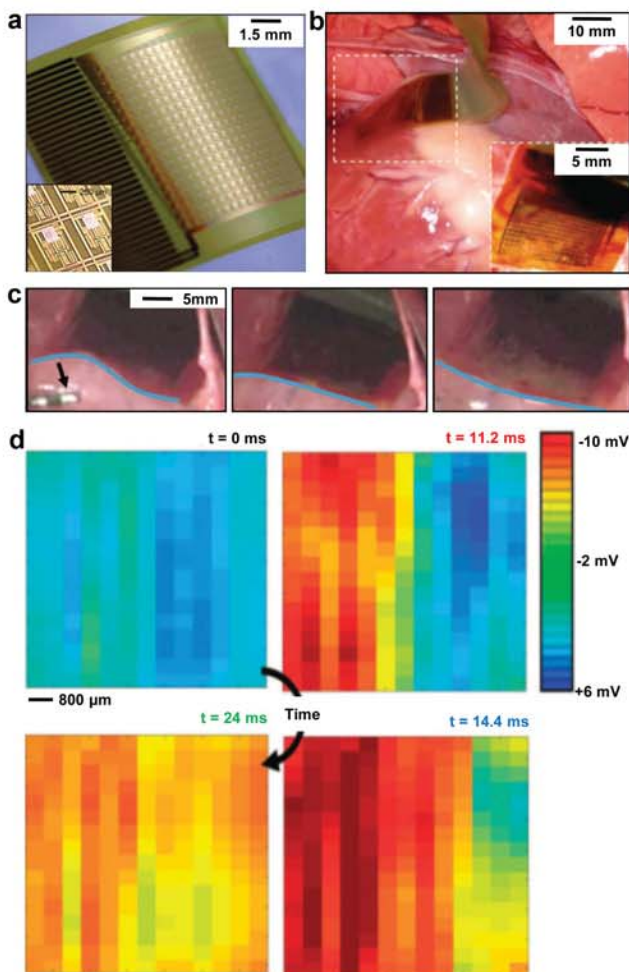 a
1.5 mm
b
10 mm
5 mm
c
5mm
d
t = 0 ms
t = 11.2 ms
-10 mV
-2 mV
+6 mV
800 µm
t = 24 ms
Time
t = 14.4 ms